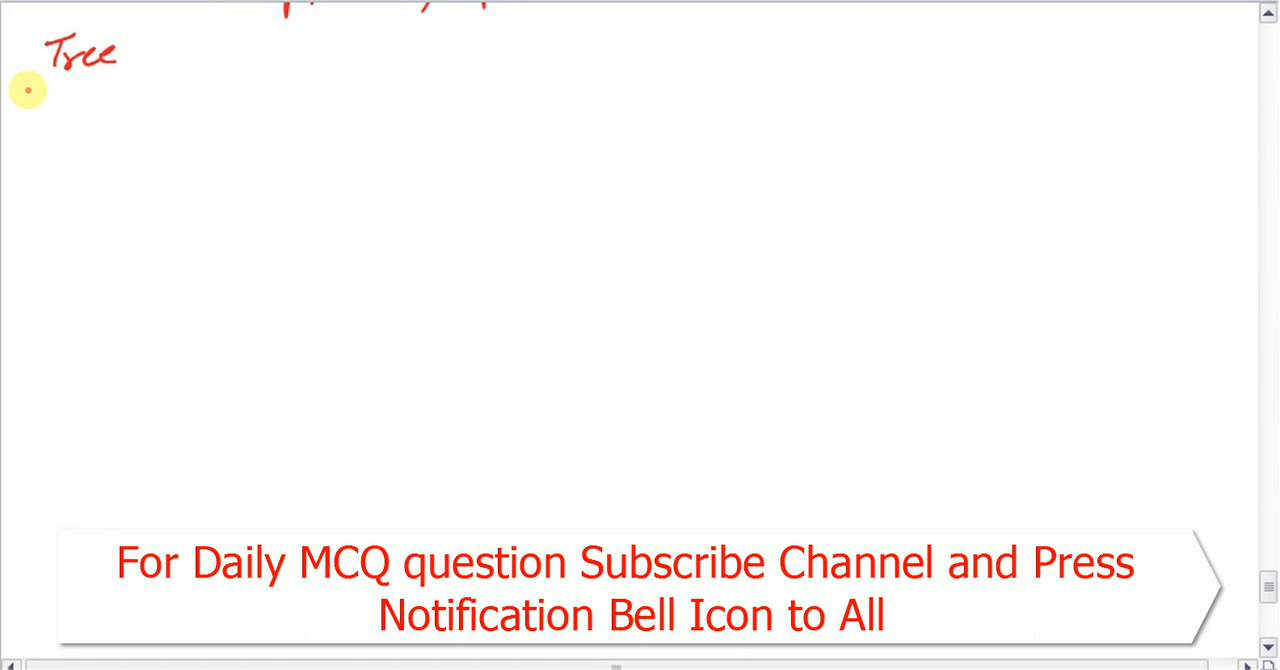 Tree
For Daily MCQ question Subscribe Channel and Press
Notification Bell Icon to All